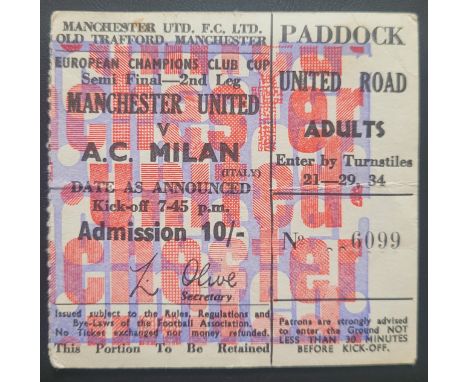 MANCHESTER UTD. F.C. LTD.
OLD TRAFFORD, MANCHESTER
EUROPEAN CHAMPIONS CLUB CUP
Semi Final—2nd Leg
MANCHESTER UNITED
V
A.C. MILAN
(ITALY)
DATE AS ANNOUNCED
Kick-off 7-45 p.m.
Admission 10/-
L Olive
Secretary
Issued subject to the Rules, Regulations and
Bye-Laws of the Football Association.
No Ticket exchanged nor money refunded.
This Portion To Be Retained
PADDOCK
UNITED ROAD
ADULTS
Enter by Turnstiles
21—29, 34
No 6099
Patrons are strongly advised
to enter the Ground NOT
LESS THAN 30 MINUTES
BEFORE KICK-OFF.